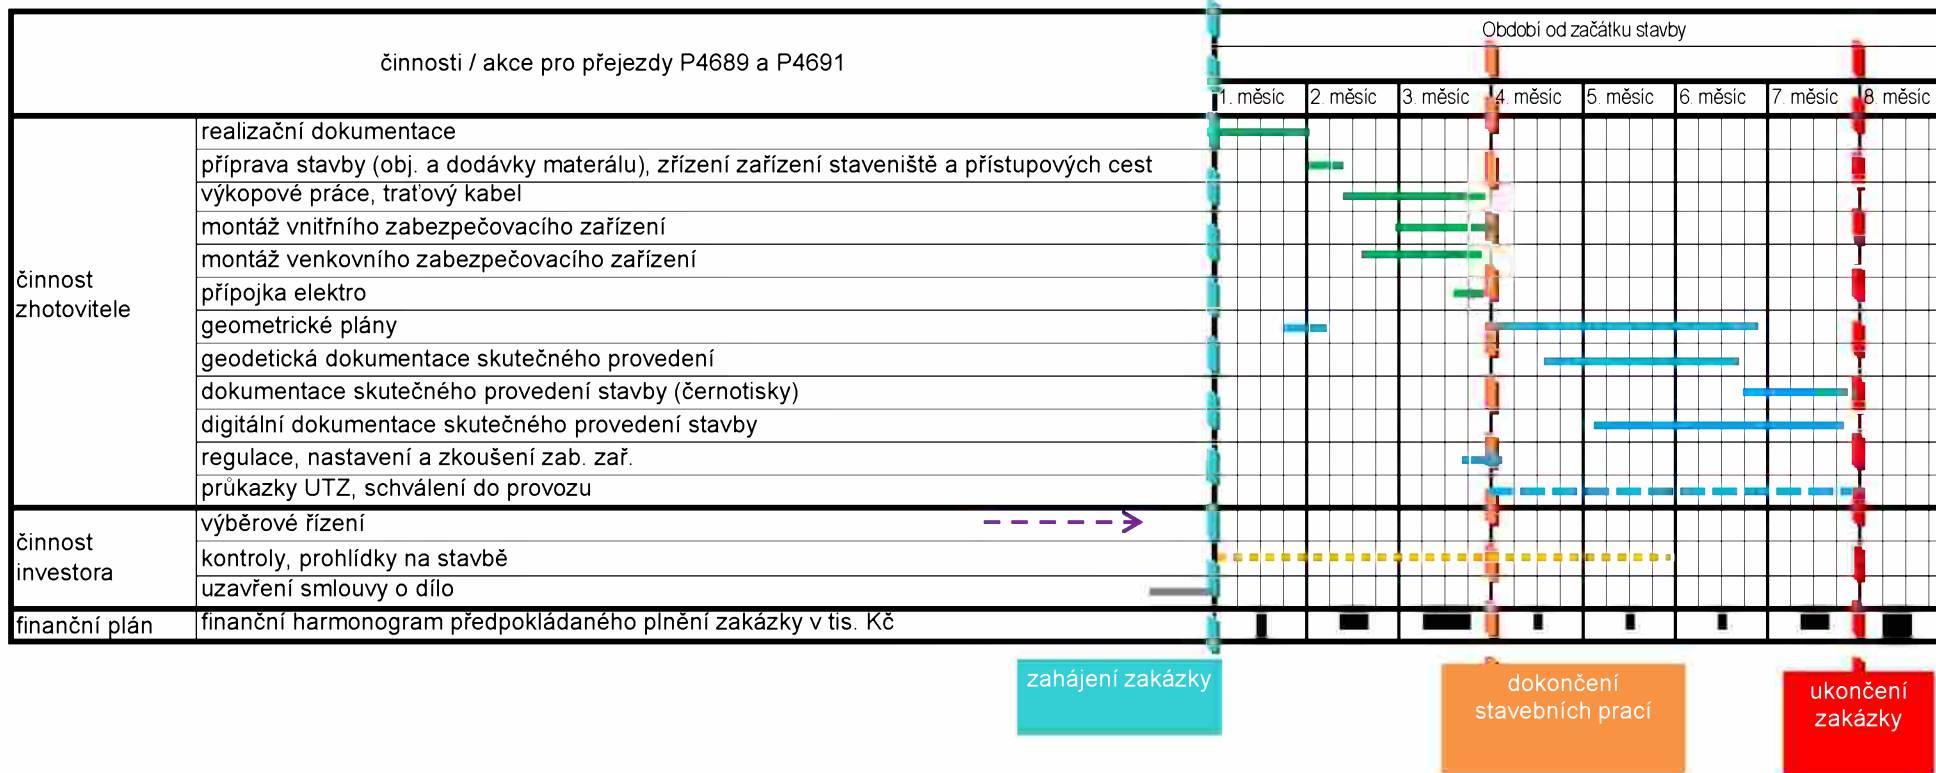 Období od začátku stavby
činnosti / akce pro přejezdy P4689 a P4691
1. měsíc 2. měsíc 3. měsíc 4. měsíc 5. měsíc 6. měsíc 7. měsíc 8. měsíc
činnost
zhotovitele
realizační dokumentace
příprava stavby (obj. a dodávky materálu), zřízení zařízení staveniště a přístupových cest
výkopové práce, traťový kabel
montáž vnitřního zabezpečovacího zařízení
montáž venkovního zabezpečovacího zařízení
přípojka elektro
geometrické plány
geodetická dokumentace skutečného provedení
dokumentace skutečného provedení stavby (černotisky)
digitální dokumentace skutečného provedení stavby
regulace, nastavení a zkoušení zab. zař.
průkazky UTZ, schválení do provozu
činnost
investora
výběrové řízení
kontroly, prohlídky na stavbě
uzavření smlouvy o dílo
finanční plán
finanční harmonogram předpokládaného plnění zakázky v tis. Kč
zahájení zakázky
dokončení
stavebních prací
ukončení
zakázky